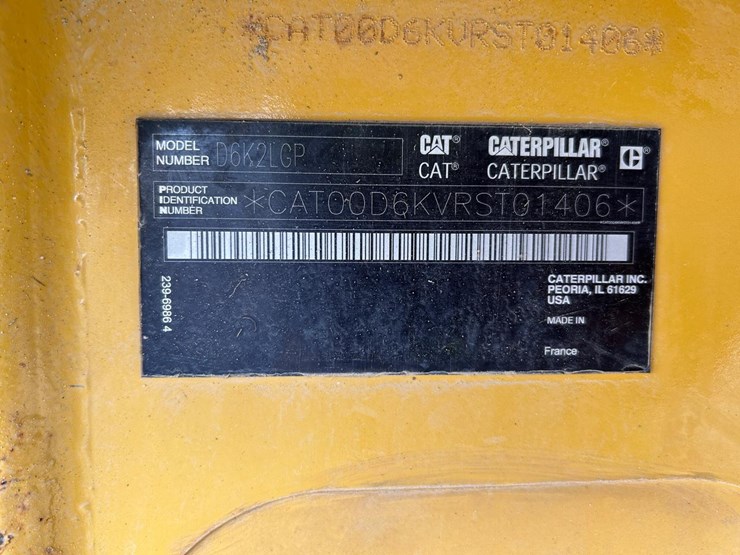 *CAT00D6KVRST01406*
MODEL NUMBER D6K2LGP
CAT® CATERPILLAR® C
CAT® CATERPILLAR®
PRODUCT IDENTIFICATION NUMBER *CAT00D6KVRST01406*
239-6986 4
CATERPILLAR INC.
PEORIA, IL 61629
USA
MADE IN
France